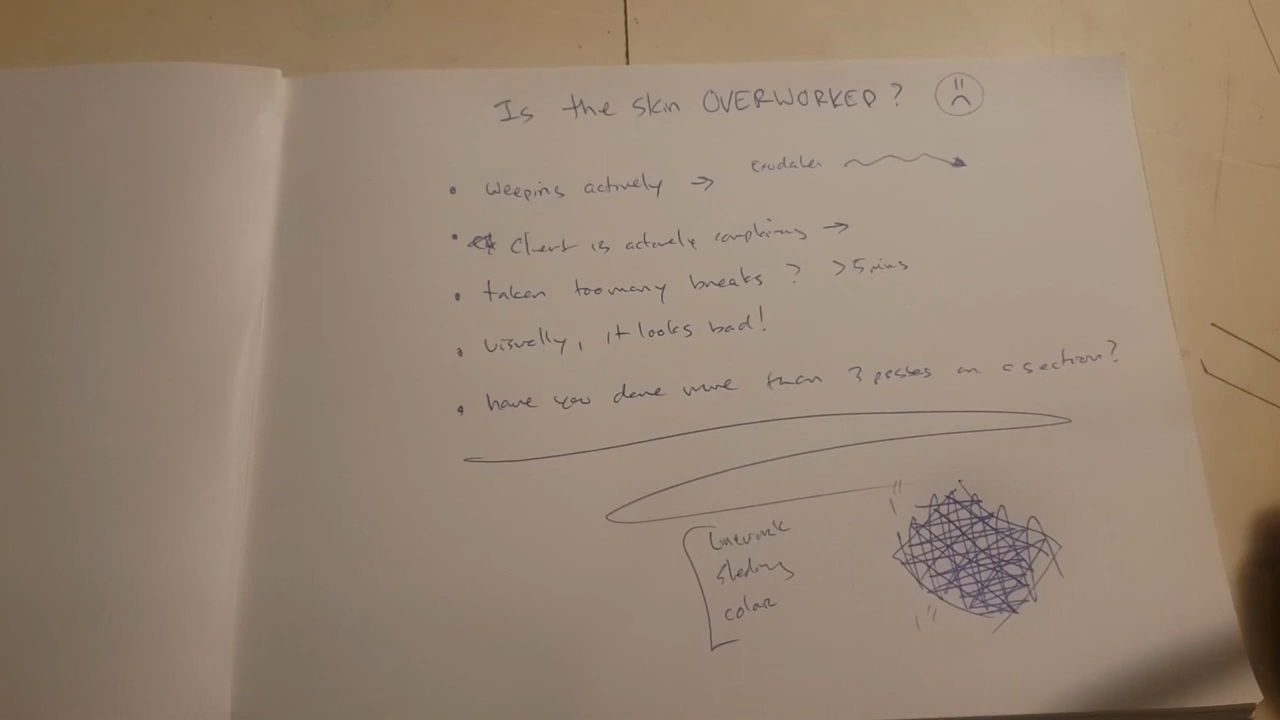 Is the skin OVERWORKED?
• weeping actively → Exudates
• Client is actively complaining →
• taken too many breaks ? >5 mins
• visually, it looks bad!
• have you done more than 3 passes on a section?
linework
shading
color